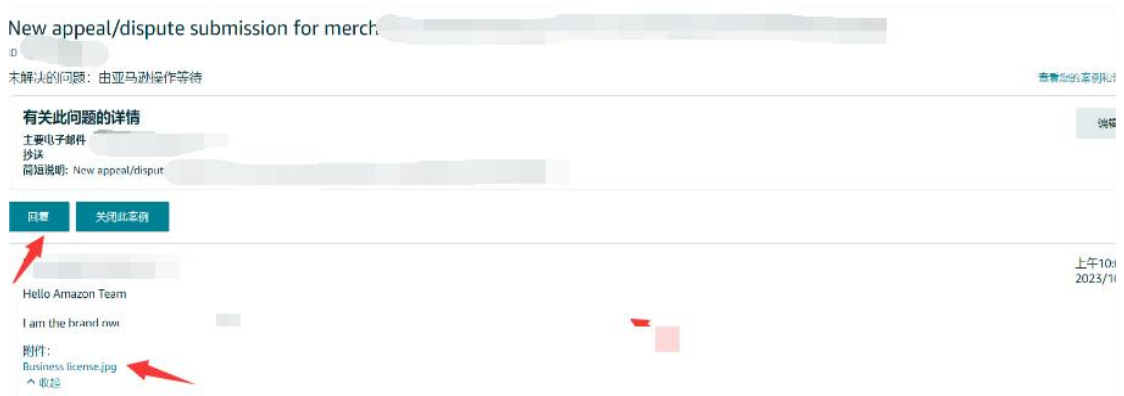 New appeal/dispute submission for merch
ID
未解决的问题：由亚马逊操作等待
查看您的案例和
有关此问题的详情
编辑
主要电子邮件
抄送
简短说明: New appeal/disput
回复
关闭此案例
上午10:
2023/1
Hello Amazon Team
I am the brand
附件：
Business license.jpg
收起